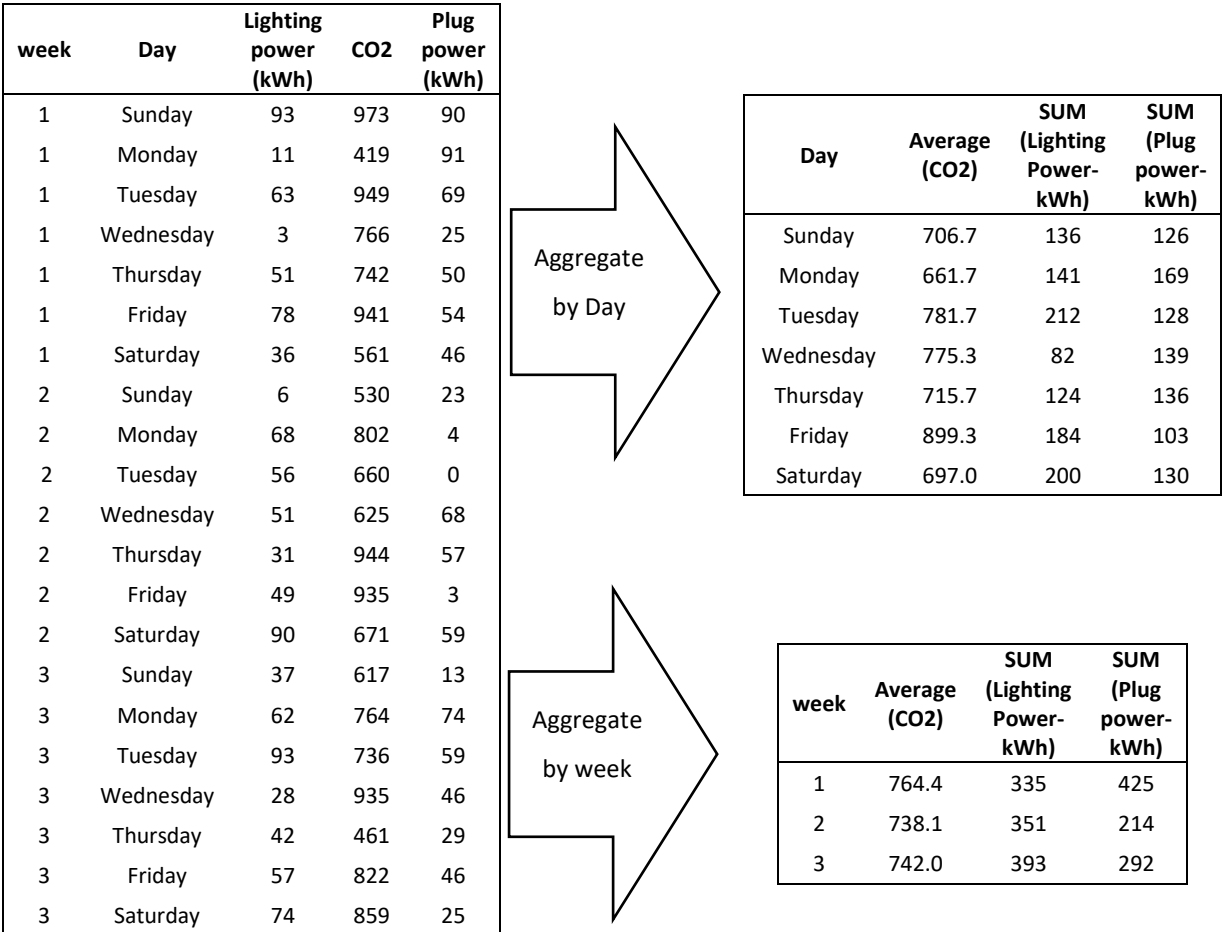 week Day Lighting power (kWh) CO2 Plug power (kWh)
1 Sunday 93 973 90
1 Monday 11 419 91
1 Tuesday 63 949 69
1 Wednesday 3 766 25
1 Thursday 51 742 50
1 Friday 78 941 54
1 Saturday 36 561 46
2 Sunday 6 530 23
2 Monday 68 802 4
2 Tuesday 56 660 0
2 Wednesday 51 625 68
2 Thursday 31 944 57
2 Friday 49 935 3
2 Saturday 90 671 59
3 Sunday 37 617 13
3 Monday 62 764 74
3 Tuesday 93 736 59
3 Wednesday 28 935 46
3 Thursday 42 461 29
3 Friday 57 822 46
3 Saturday 74 859 25
Aggregate
by Day
Day Average (CO2) SUM (Lighting Power-kWh) SUM (Plug power-kWh)
Sunday 706.7 136 126
Monday 661.7 141 169
Tuesday 781.7 212 128
Wednesday 775.3 82 139
Thursday 715.7 124 136
Friday 899.3 184 103
Saturday 697.0 200 130
Aggregate
by week
week Average (CO2) SUM (Lighting Power-kWh) SUM (Plug power-kWh)
1 764.4 335 425
2 738.1 351 214
3 742.0 393 292